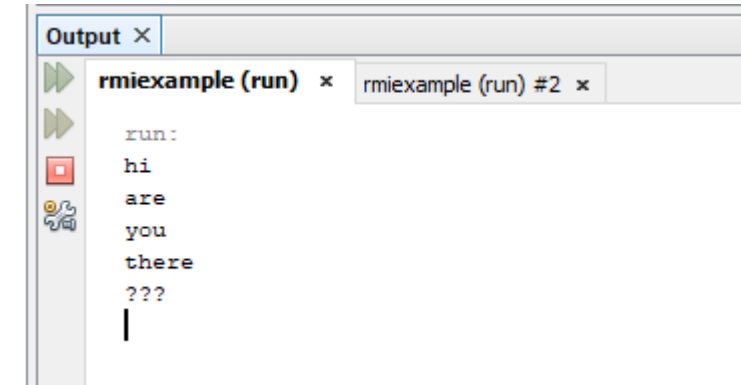 Output ×
rmiexample (run) × rmiexample (run) #2 ×
run:
hi
are
you
there
???